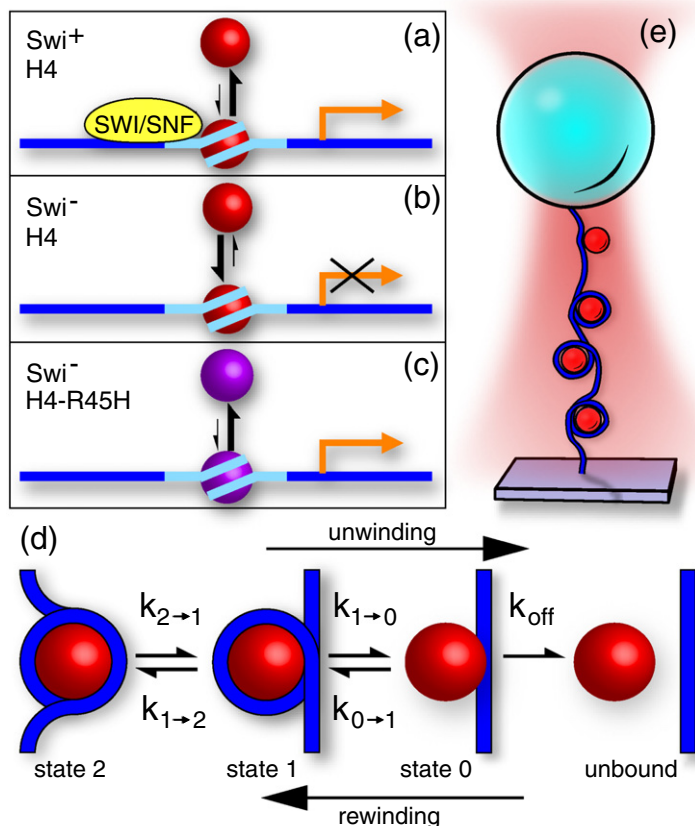 (a)
Swi+
H4
SWI/SNF
(b)
Swi-
H4
(c)
Swi-
H4-R45H
(e)
(d)
unwinding
k2→1
k1→0
koff
k1→2
k0→1
state 2
state 1
state 0
unbound
rewinding